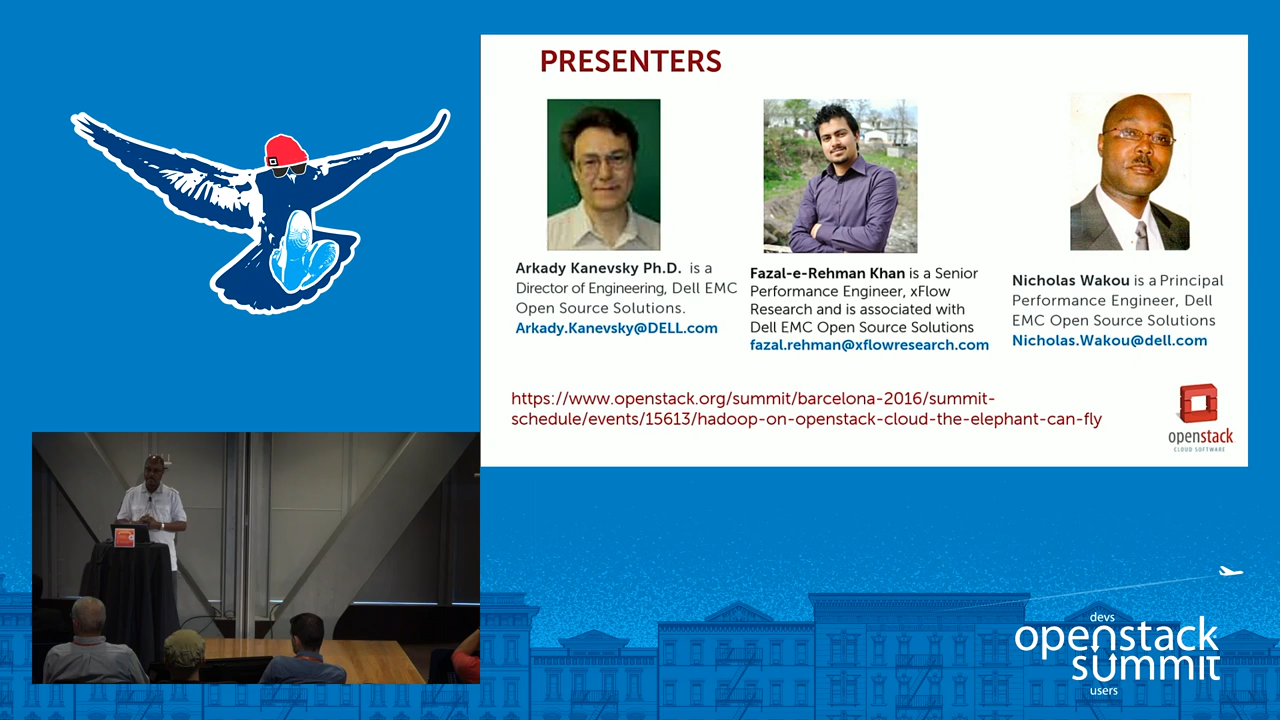 PRESENTERS
Arkady Kanevsky Ph.D. is a
Director of Engineering, Dell EMC
Open Source Solutions.
Arkady.Kanevsky@DELL.com
Fazal-e-Rehman Khan is a Senior
Performance Engineer, xFlow
Research and is associated with
Dell EMC Open Source Solutions
fazal.rehman@xflowresearch.com
Nicholas Wakou is a Principal
Performance Engineer, Dell
EMC Open Source Solutions
Nicholas.Wakou@dell.com
https://www.openstack.org/summit/barcelona-2016/summit-
schedule/events/15613/hadoop-on-openstack-cloud-the-elephant-can-fly
openstack
CLOUD SOFTWARE
devs
openstack
summit
users